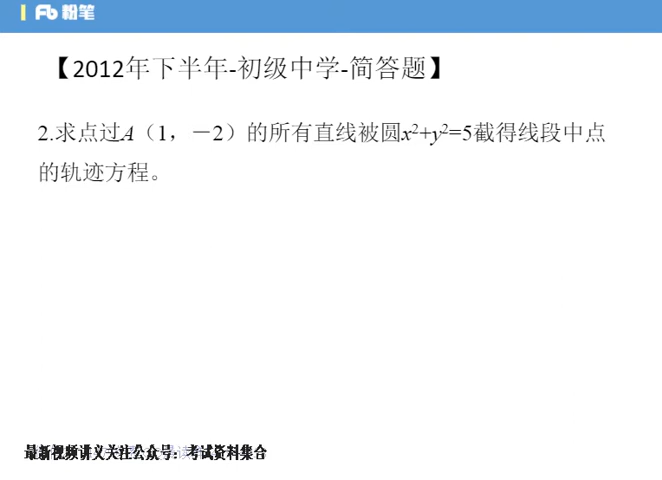 粉笔
【2012年下半年-初级中学-简答题】
2.求点过A（1，－2）的所有直线被圆x²+y²=5截得线段中点
的轨迹方程。
最新视频讲义关注公众号：考试资料集合